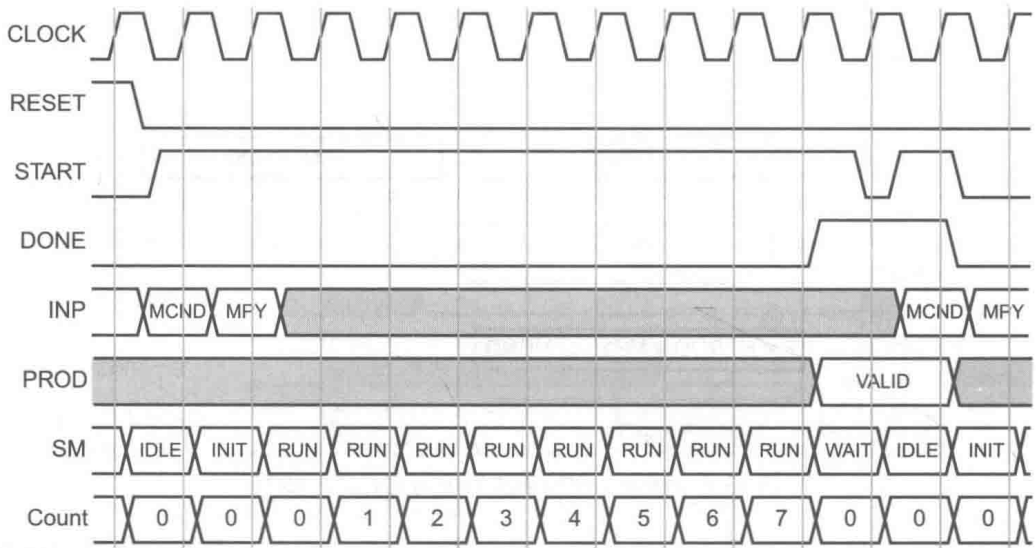 CLOCK
RESET
START
DONE
INP MCND MPY MCND MPY
PROD VALID
SM IDLE INIT RUN RUN RUN RUN RUN RUN RUN RUN WAIT IDLE INIT
Count 0 0 0 1 2 3 4 5 6 7 0 0 0